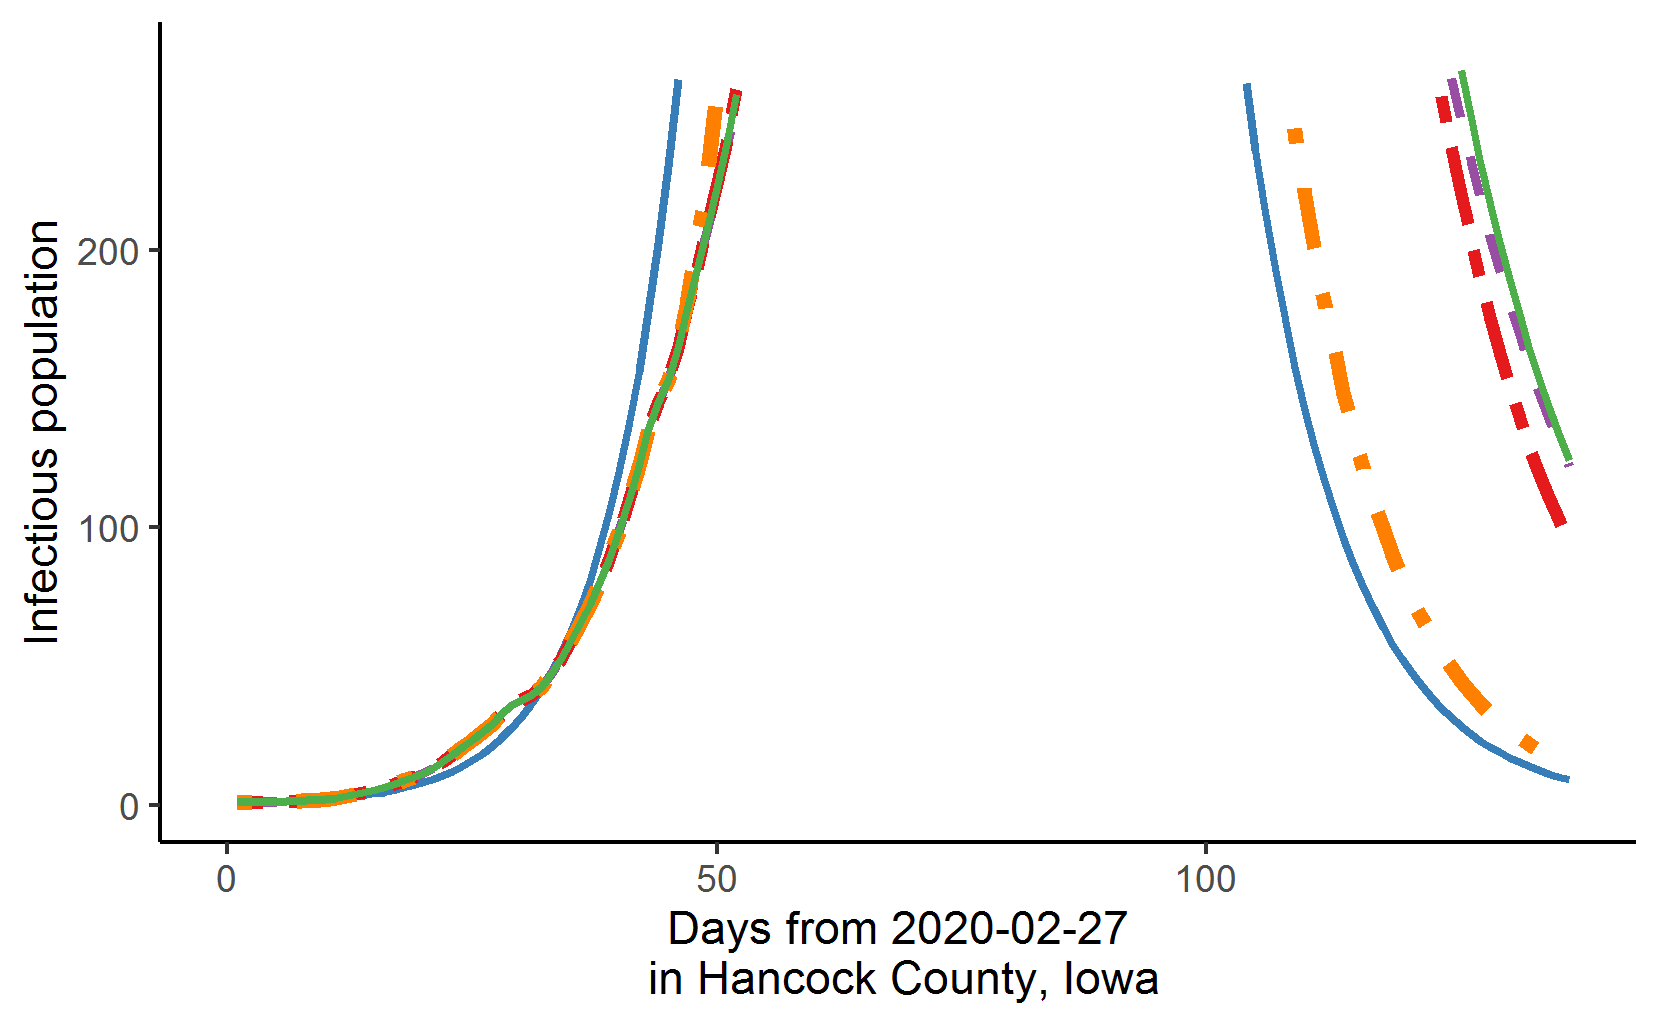 Infectious population
200
100
0
0
50
100
Days from 2020-02-27
in Hancock County, Iowa